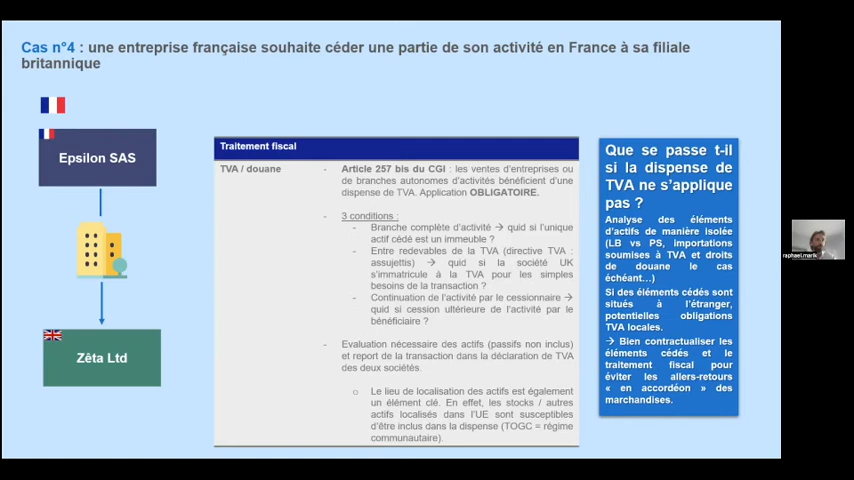 Cas n°4 : une entreprise française souhaite céder une partie de son activité en France à sa filiale
britannique
Epsilon SAS
Zêta Ltd
Traitement fiscal
TVA / douane
- Article 257 bis du CGI : les ventes d'entreprises ou
de branches autonomes d'activités bénéficient d'une
dispense de TVA. Application OBLIGATOIRE.
- 3 conditions :
- Branche complète d'activité → quid si l'unique
actif cédé est un immeuble ?
- Entre redevables de la TVA (directive TVA :
assujettis) → quid si la société UK
s'immatricule à la TVA pour les simples
besoins de la transaction ?
- Continuation de l'activité par le cessionnaire →
quid si cession ultérieure de l'activité par le
bénéficiaire ?
- Evaluation nécessaire des actifs (passifs non inclus)
et report de la transaction dans la déclaration de TVA
des deux sociétés.
o Le lieu de localisation des actifs est également
un élément clé. En effet, les stocks / autres
actifs localisés dans l'UE sont susceptibles
d'être inclus dans la dispense (TOGC = régime
communautaire).
Que se passe t-il
si la dispense de
TVA ne s'applique
pas ?
Analyse des éléments
d'actifs de manière isolée
(LB vs PS, importations
soumises à TVA et droits
de douane le cas
échéant…)
Si des éléments cédés sont
situés à l'étranger,
potentielles obligations
TVA locales.
→ Bien contractualiser les
éléments cédés et le
traitement fiscal pour
éviter les allers-retours
« en accordéon » des
marchandises.
raphael.marik